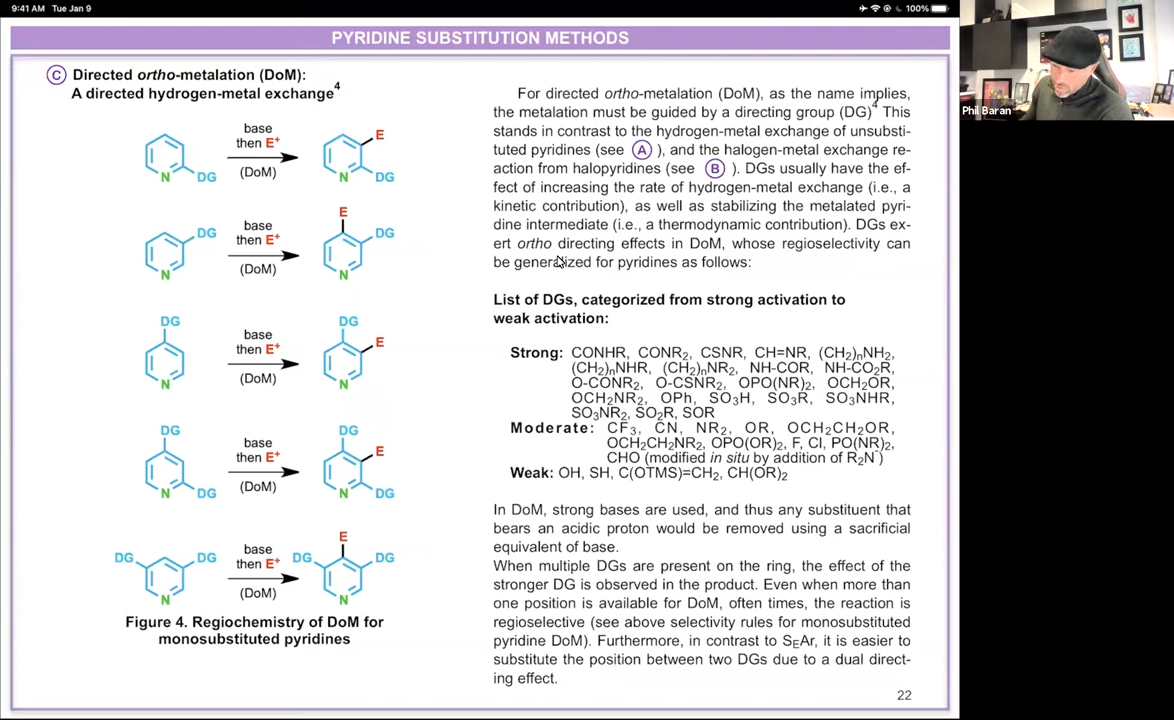 9:41 AM Tue Jan 9
100%
PYRIDINE SUBSTITUTION METHODS
Phil Baran
C Directed ortho-metalation (DoM):
A directed hydrogen-metal exchange4
base
then E+
(DoM)
N
DG
E
N
DG
base
then E+
(DoM)
DG
N
E
DG
N
base
then E+
(DoM)
DG
N
DG
E
N
base
then E+
(DoM)
DG
N
DG
DG
E
N
DG
base
then E+
(DoM)
DG
DG
N
E
DG
DG
N
Figure 4. Regiochemistry of DoM for
monosubstituted pyridines
For directed ortho-metalation (DoM), as the name implies,
the metalation must be guided by a directing group (DG)4 This
stands in contrast to the hydrogen-metal exchange of unsubsti-
tuted pyridines (see A ), and the halogen-metal exchange re-
action from halopyridines (see B ). DGs usually have the ef-
fect of increasing the rate of hydrogen-metal exchange (i.e., a
kinetic contribution), as well as stabilizing the metalated pyri-
dine intermediate (i.e., a thermodynamic contribution). DGs ex-
ert ortho directing effects in DoM, whose regioselectivity can
be generalized for pyridines as follows:
List of DGs, categorized from strong activation to
weak activation:
Strong: CONHR, CONR2, CSNR, CH=NR, (CH2)nNH2,
(CH2)nNHR, (CH2)nNR2, NH-COR, NH-CO2R,
O-CONR2, O-CSNR2, OPO(NR)2, OCH2OR,
OCH2NR2, OPh, SO3H, SO3R, SO3NHR,
SO3NR2, SO2R, SOR
Moderate: CF3, CN, NR2, OR, OCH2CH2OR,
OCH2CH2NR2, OPO(OR)2, F, Cl, PO(NR)2,
CHO (modified in situ by addition of R2N-)
Weak: OH, SH, C(OTMS)=CH2, CH(OR)2
In DoM, strong bases are used, and thus any substituent that
bears an acidic proton would be removed using a sacrificial
equivalent of base.
When multiple DGs are present on the ring, the effect of the
stronger DG is observed in the product. Even when more than
one position is available for DoM, often times, the reaction is
regioselective (see above selectivity rules for monosubstituted
pyridine DoM). Furthermore, in contrast to SEAr, it is easier to
substitute the position between two DGs due to a dual direct-
ing effect.
22